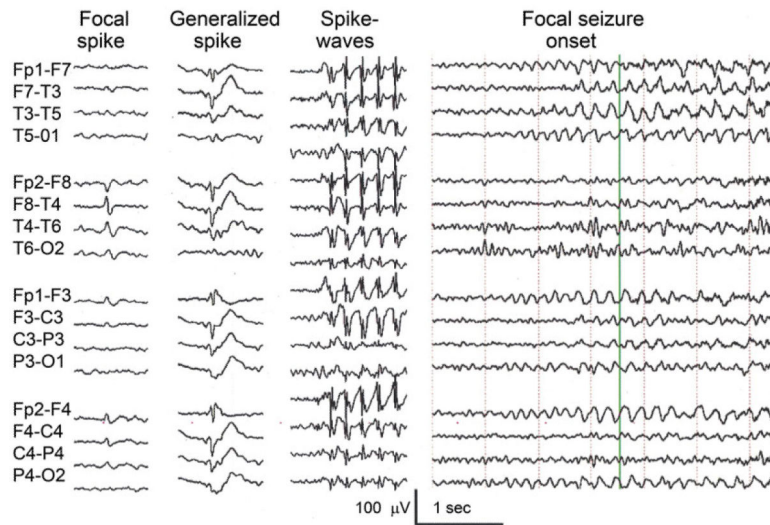 Focal spike
Generalized spike
Spike-waves
Focal seizure onset
Fp1-F7
F7-T3
T3-T5
T5-01
Fp2-F8
F8-T4
T4-T6
T6-O2
Fp1-F3
F3-C3
C3-P3
P3-O1
Fp2-F4
F4-C4
C4-P4
P4-O2
100 μV
1 sec